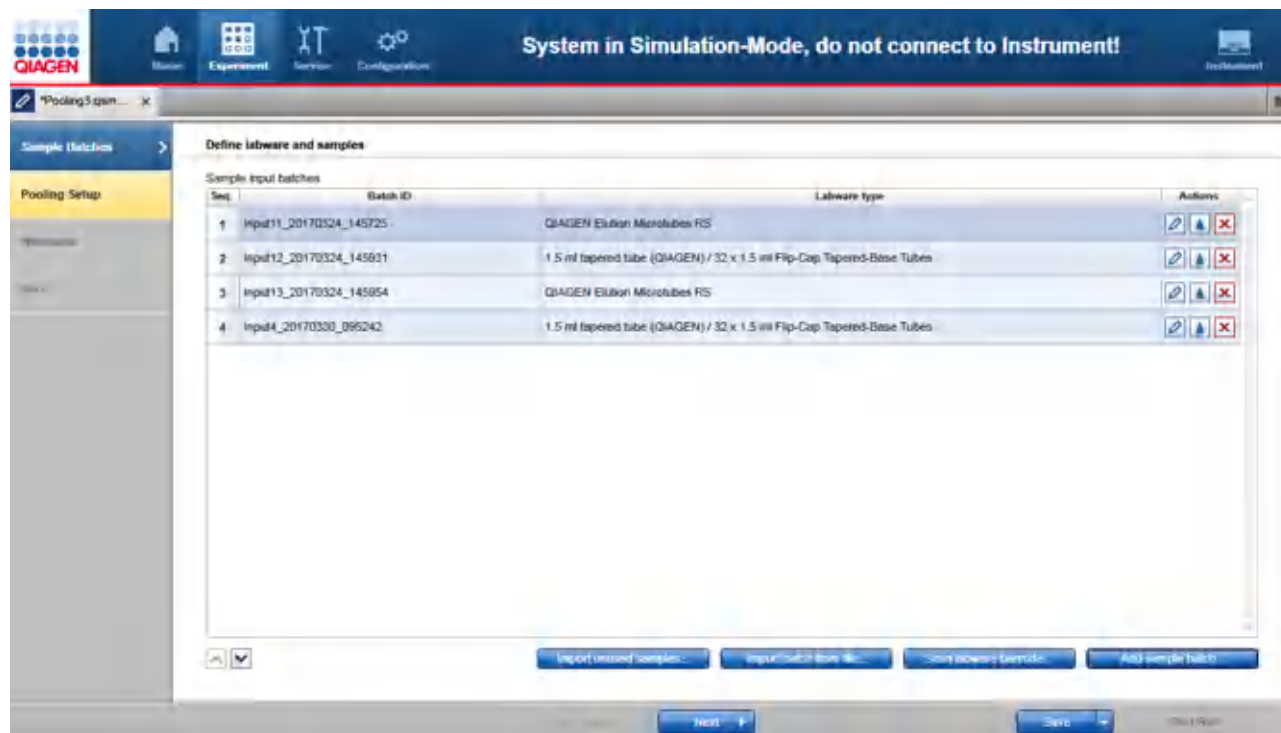 QIAGEN
Home
Experiment
Service
Configuration
System in Simulation-Mode, do not connect to Instrument!
Instrument
Sample Batches
Define labware and samples
Pooling Setup
Sample input batches
Seq. Batch ID Labware type Actions
1 Input11_20170324_145725 QIAGEN Elution Microtubes RS
2 Input12_20170324_145931 1.5 ml tapered tube (QIAGEN) / 32 x 1.5 ml Flip-Cap Tapered-Base Tubes
3 Input13_20170324_145954 QIAGEN Elution Microtubes RS
4 Input4_20170330_095242 1.5 ml tapered tube (QIAGEN) / 32 x 1.5 ml Flip-Cap Tapered-Base Tubes
Import unused samples...
Import batch from file...
Scan labware barcode...
Add sample batch
Next
Save
Start Run